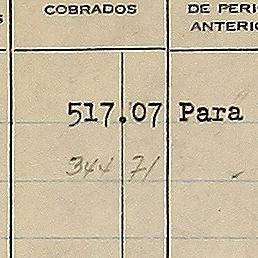 COBRADOS
DE PERI
ANTERIO
517.07 Para
344 71